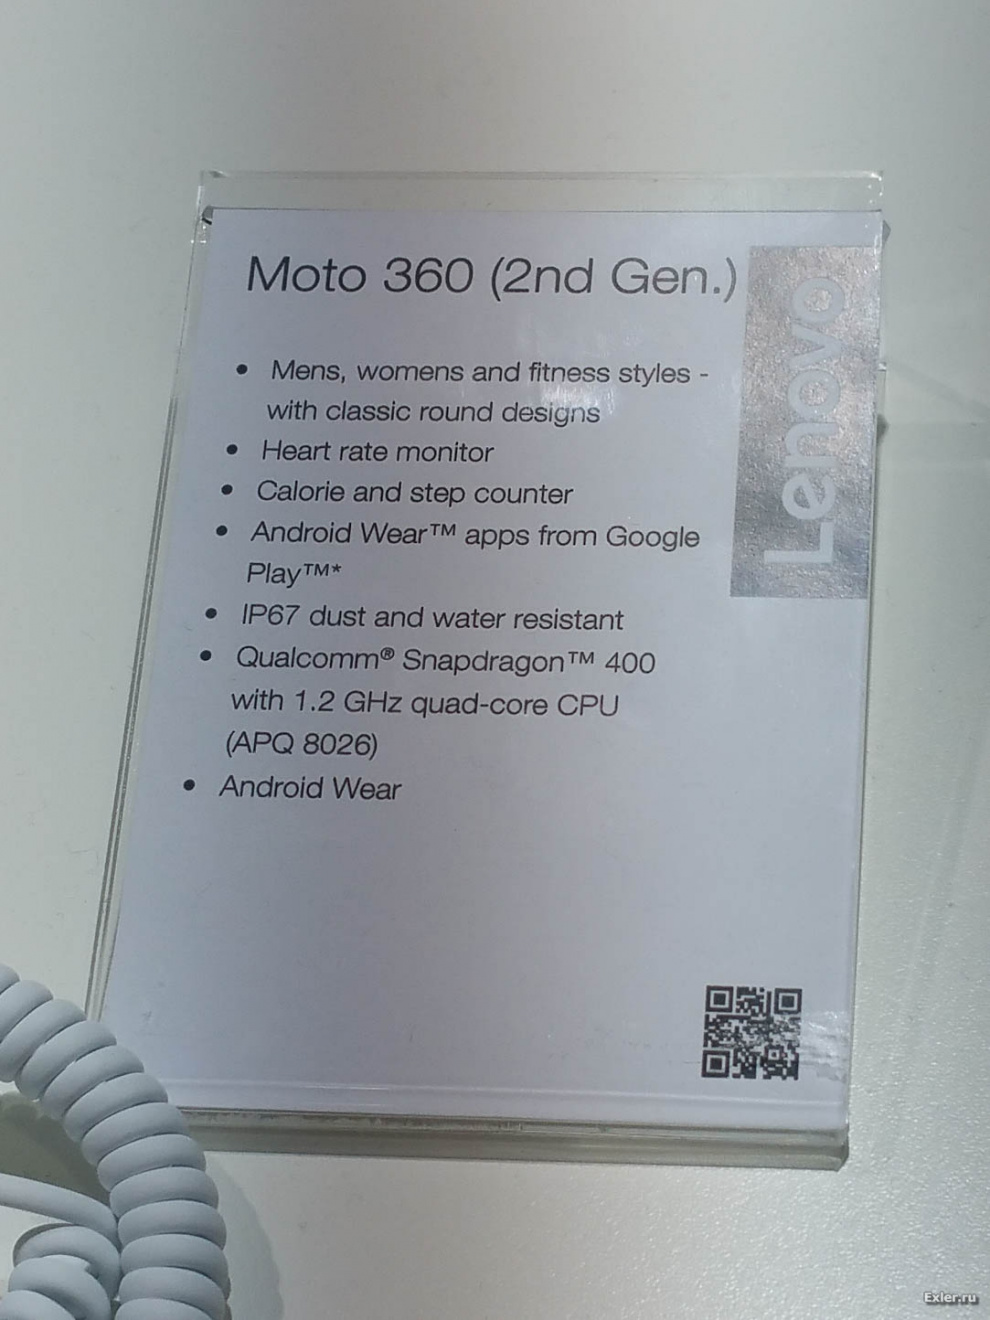 Moto 360 (2nd Gen.)
Lenovo
• Mens, womens and fitness styles -
with classic round designs
• Heart rate monitor
• Calorie and step counter
• Android Wear™ apps from Google
Play™*
• IP67 dust and water resistant
• Qualcomm® Snapdragon™ 400
with 1.2 GHz quad-core CPU
(APQ 8026)
• Android Wear
Exler.ru